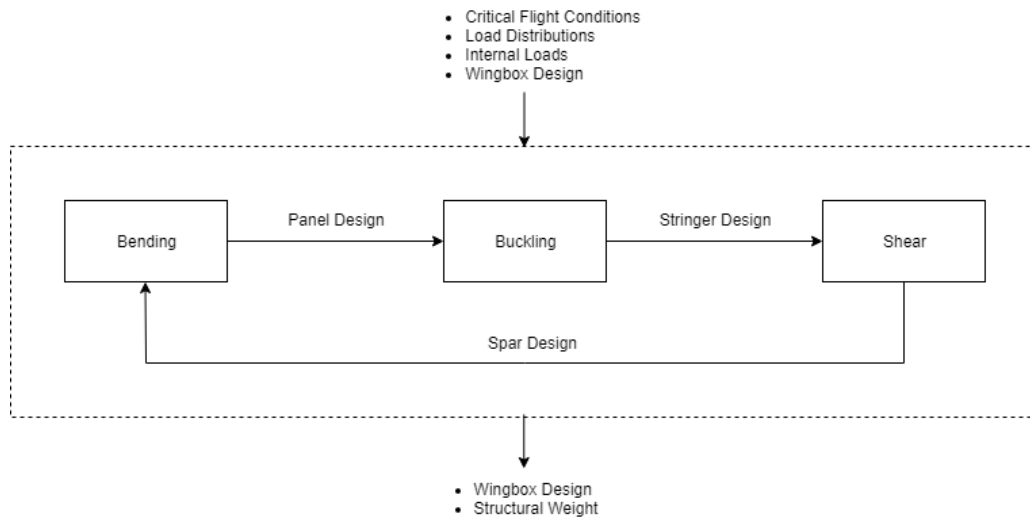 • Critical Flight Conditions
• Load Distributions
• Internal Loads
• Wingbox Design
Bending
Panel Design
Buckling
Stringer Design
Shear
Spar Design
• Wingbox Design
• Structural Weight